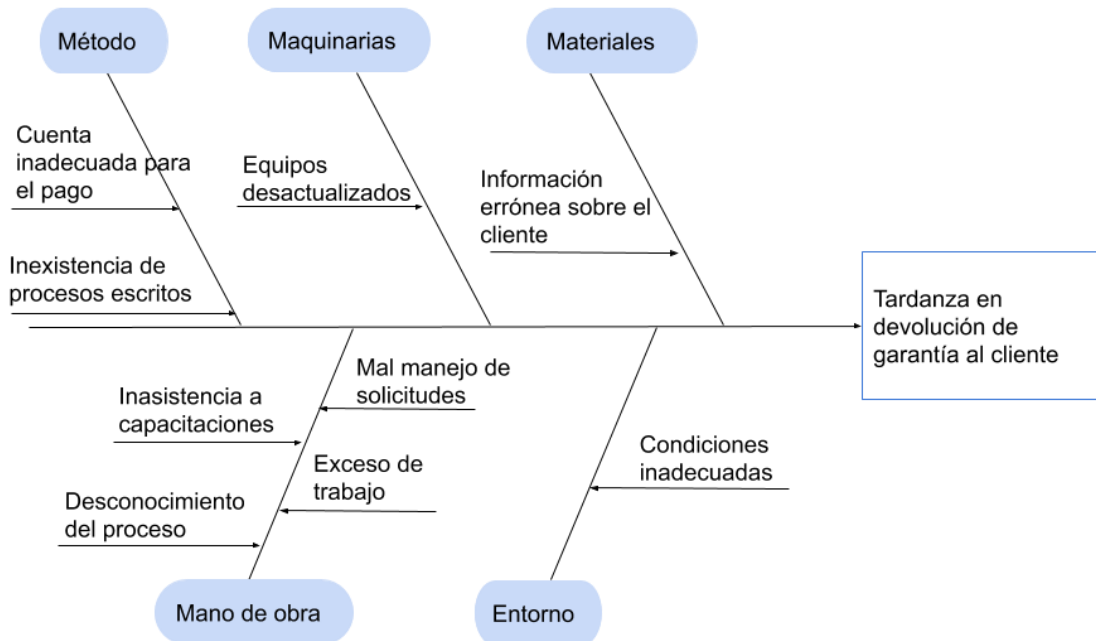 Método
Maquinarias
Materiales
Cuenta
inadecuada para
el pago
Equipos
desactualizados
Información
errónea sobre el
cliente
Inexistencia de
procesos escritos
Tardanza en
devolución de
garantía al cliente
Mal manejo de
solicitudes
Inasistencia a
capacitaciones
Exceso de
trabajo
Condiciones
inadecuadas
Desconocimiento
del proceso
Mano de obra
Entorno